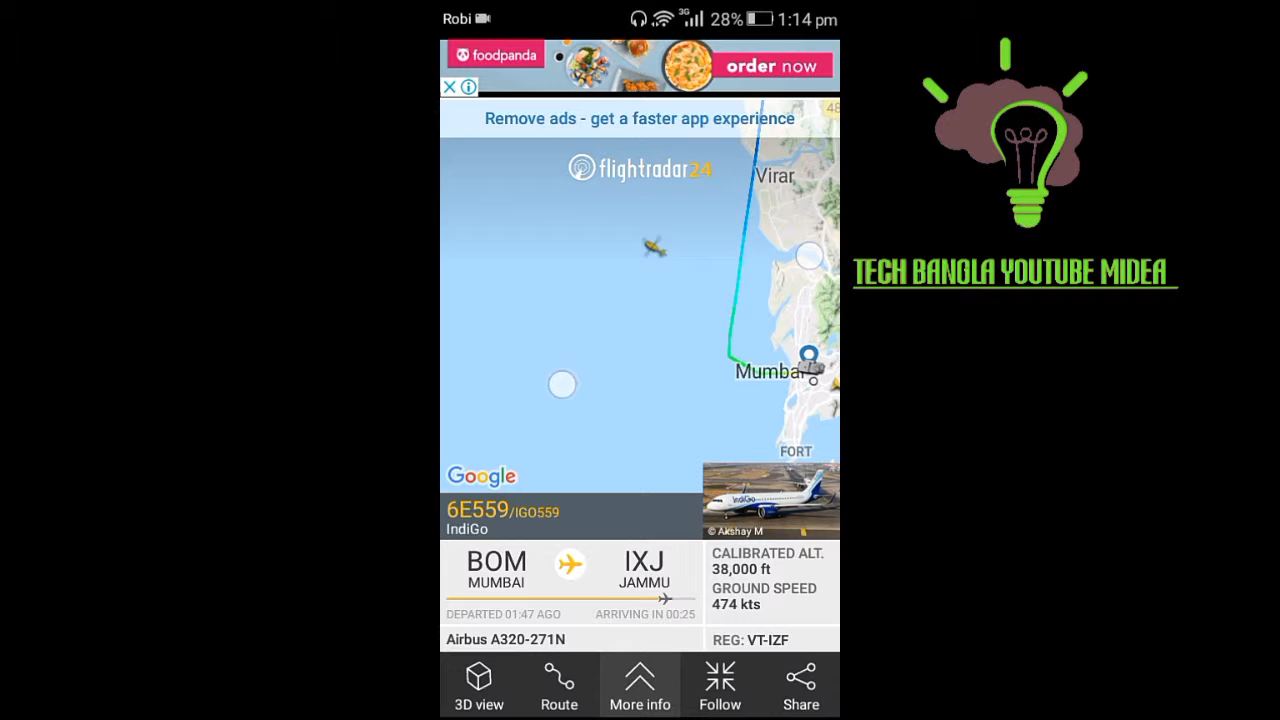 Robi 3G 28% 1:14 pm
foodpanda order now
Remove ads - get a faster app experience
48
flightradar24
Virar
Mumbai
FORT
Google
6E559/IGO559
IndiGo
IndiGo
© Akshay M
BOM IXJ
MUMBAI JAMMU
DEPARTED 01:47 AGO ARRIVING IN 00:25
CALIBRATED ALT.
38,000 ft
GROUND SPEED
474 kts
Airbus A320-271N REG: VT-IZF
3D view Route More info Follow Share
TECH BANGLA YOUTUBE MIDEA